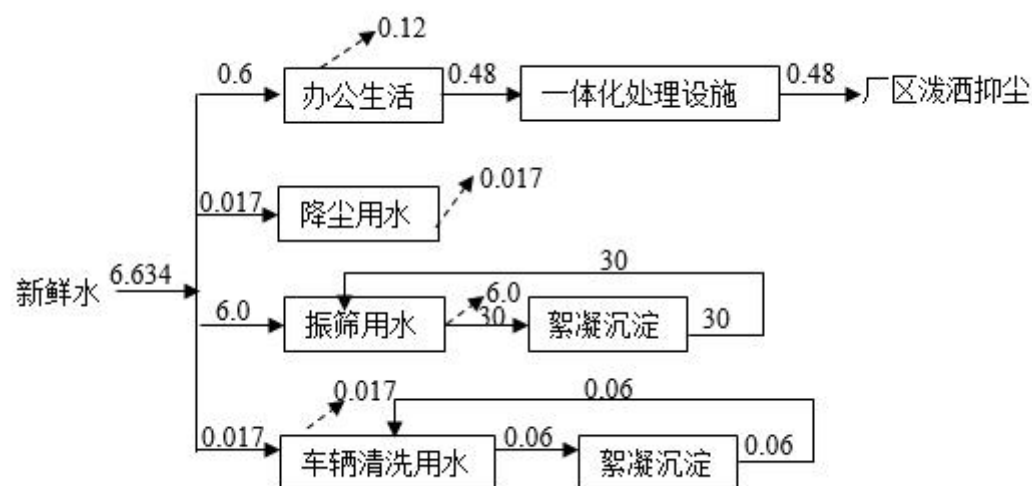 0.12
0.6
办公生活
0.48
一体化处理设施
0.48
厂区泼洒抑尘
0.017
降尘用水
0.017
新鲜水
6.634
30
6.0
振筛用水
6.0
30
絮凝沉淀
30
0.017
0.06
0.017
车辆清洗用水
0.06
絮凝沉淀
0.06